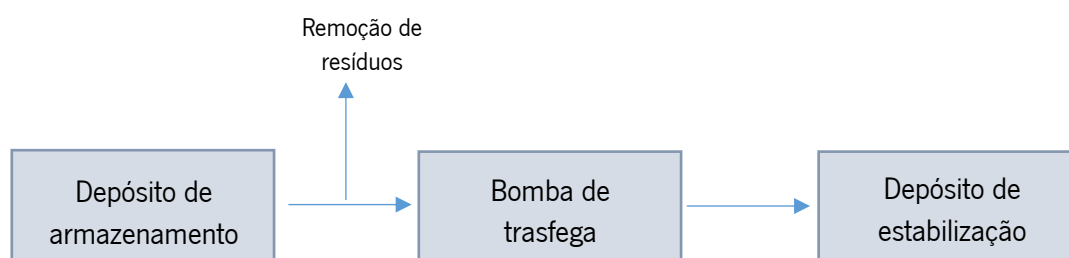 Remoção de
resíduos
Depósito de
armazenamento
Bomba de
trasfega
Depósito de
estabilização